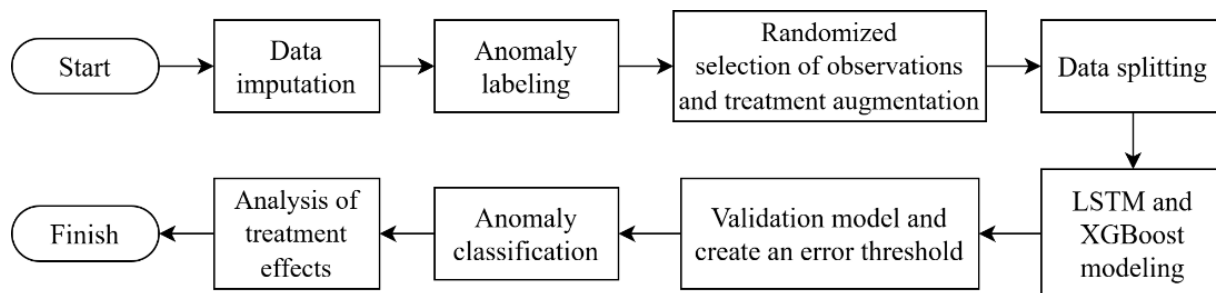 Start
Data
imputation
Anomaly
labeling
Randomized
selection of observations
and treatment augmentation
Data splitting
LSTM and
XGBoost
modeling
Validation model and
create an error threshold
Anomaly
classification
Analysis of
treatment
effects
Finish